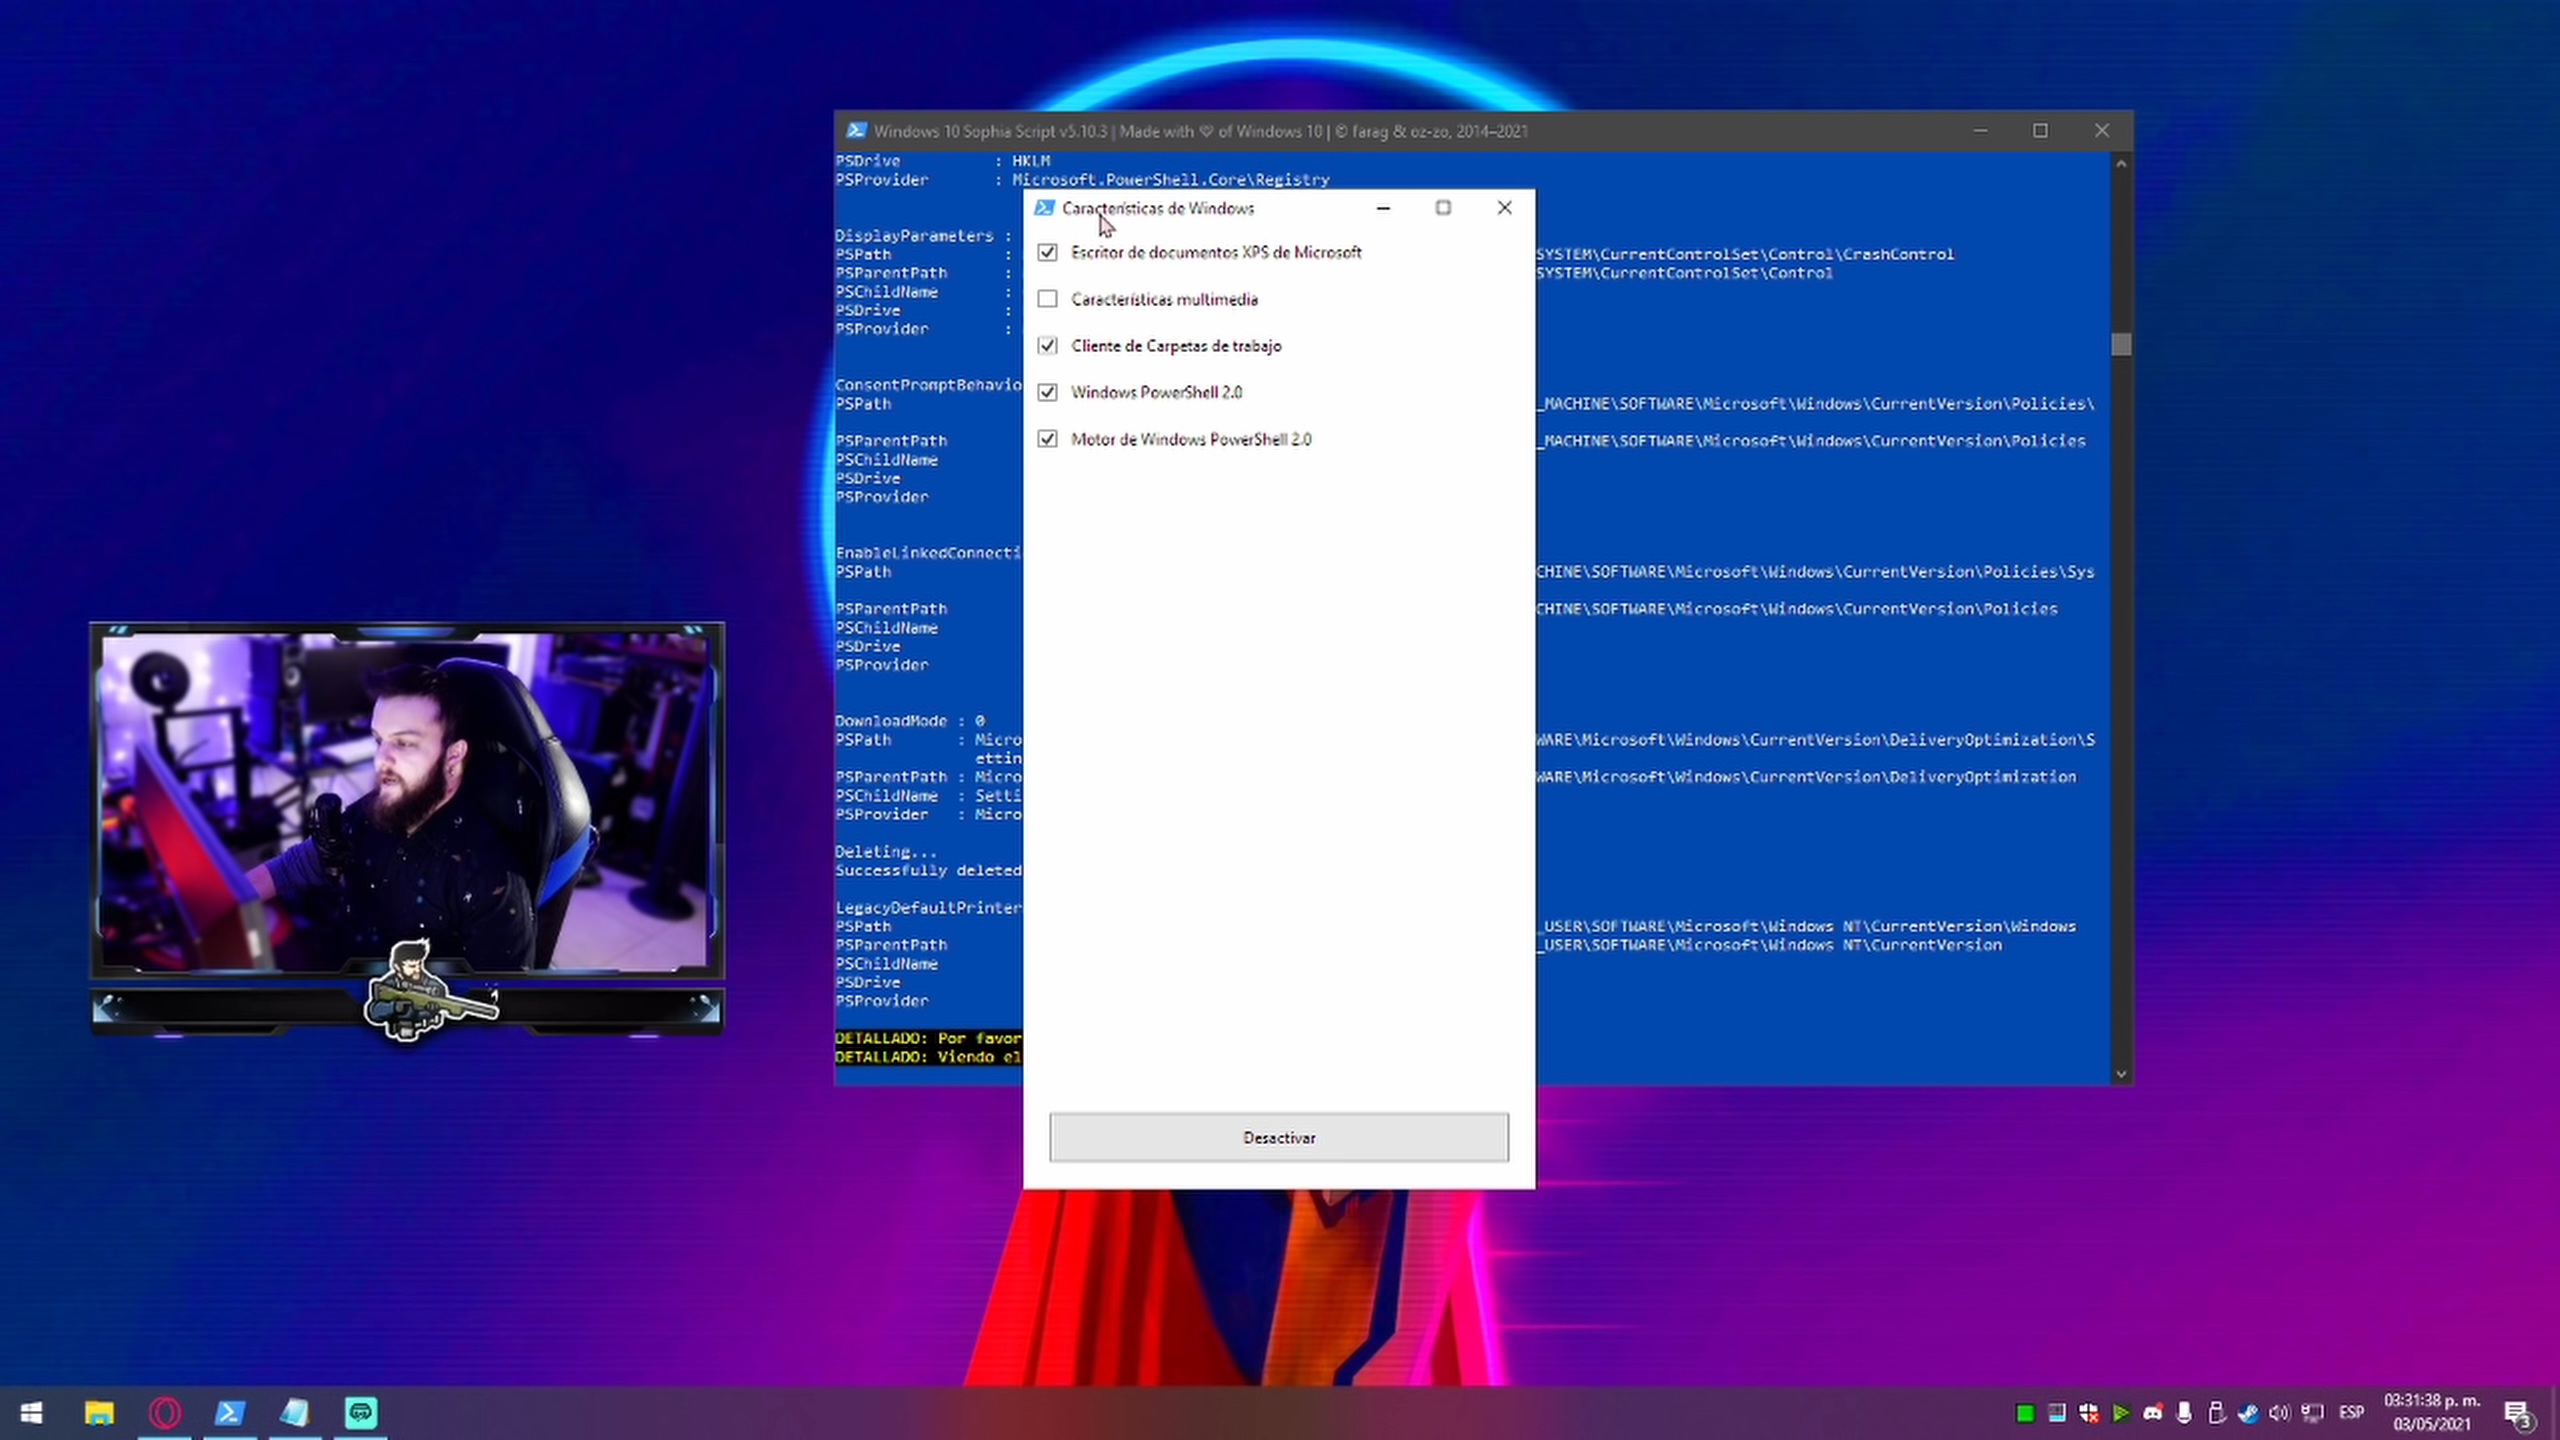 Windows 10 Sophia Script v5.10.3 | Made with ♡ of Windows 10 | © farag & oz-zo, 2014–2021
PSDrive : HKLM
PSProvider : Microsoft.PowerShell.Core\Registry
DisplayParameters :
PSPath : SYSTEM\CurrentControlSet\Control\CrashControl
PSParentPath : SYSTEM\CurrentControlSet\Control
PSChildName :
PSDrive :
PSProvider :
ConsentPromptBehavio
PSPath _MACHINE\SOFTWARE\Microsoft\Windows\CurrentVersion\Policies\
PSParentPath _MACHINE\SOFTWARE\Microsoft\Windows\CurrentVersion\Policies
PSChildName
PSDrive
PSProvider
EnableLinkedConnecti
PSPath CHINE\SOFTWARE\Microsoft\Windows\CurrentVersion\Policies\Sys
PSParentPath CHINE\SOFTWARE\Microsoft\Windows\CurrentVersion\Policies
PSChildName
PSDrive
PSProvider
DownloadMode : 0
PSPath : Micro WARE\Microsoft\Windows\CurrentVersion\DeliveryOptimization\S
ettin
PSParentPath : Micro WARE\Microsoft\Windows\CurrentVersion\DeliveryOptimization
PSChildName : Setti
PSProvider : Micro
Deleting...
Successfully deleted
LegacyDefaultPrinter
PSPath _USER\SOFTWARE\Microsoft\Windows NT\CurrentVersion\Windows
PSParentPath _USER\SOFTWARE\Microsoft\Windows NT\CurrentVersion
PSChildName
PSDrive
PSProvider
DETALLADO: Por favor
DETALLADO: Viendo el
Características de Windows
Escritor de documentos XPS de Microsoft
Características multimedia
Cliente de Carpetas de trabajo
Windows PowerShell 2.0
Motor de Windows PowerShell 2.0
Desactivar
ESP
03:31:38 p. m.
03/05/2021
3